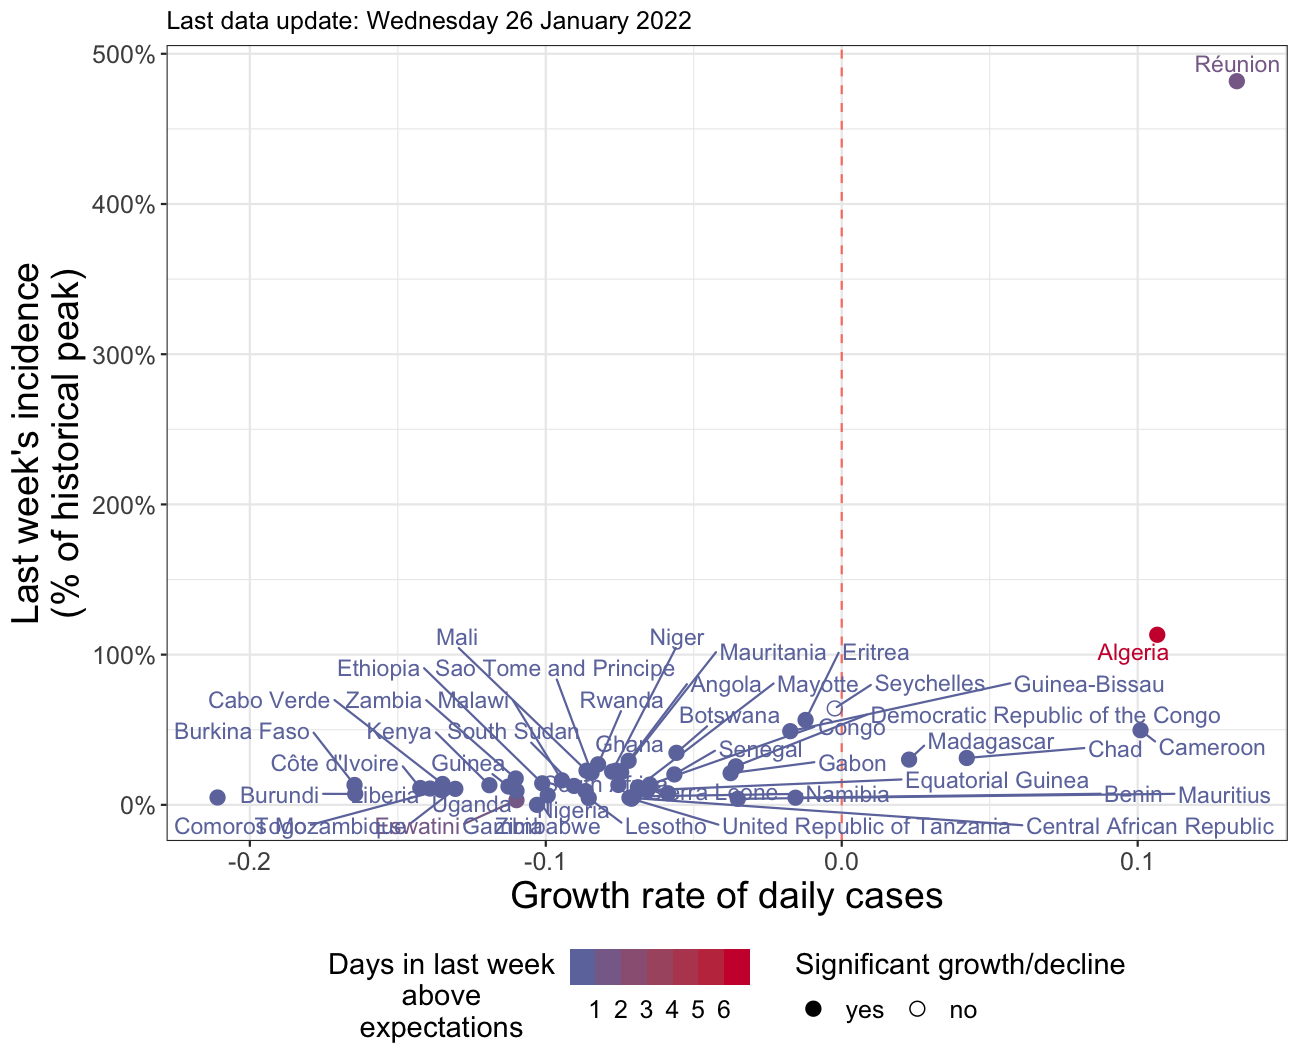 Last data update: Wednesday 26 January 2022
Last week's incidence
(% of historical peak)
500%
400%
300%
200%
100%
0%
Réunion
Algeria
Mali
Niger
Mauritania
Eritrea
Ethiopia
Sao Tome and Principe
Angola
Mayotte
Seychelles
Guinea-Bissau
Cabo Verde
Zambia
Malawi
Rwanda
Botswana
Democratic Republic of the Congo
Burkina Faso
Kenya
South Sudan
Congo
Ghana
Senegal
Madagascar
Chad
Cameroon
Côte d'Ivoire
Guinea
Gabon
Equatorial Guinea
Burundi
Liberia
Uganda
Nigeria
Namibia
Benin
Mauritius
Comoros
Togo
Mozambique
Eswatini
Gambia
Zimbabwe
Lesotho
United Republic of Tanzania
Central African Republic
-0.2
-0.1
0.0
0.1
Growth rate of daily cases
Days in last week
above
expectations
1 2 3 4 5 6
Significant growth/decline
yes
no